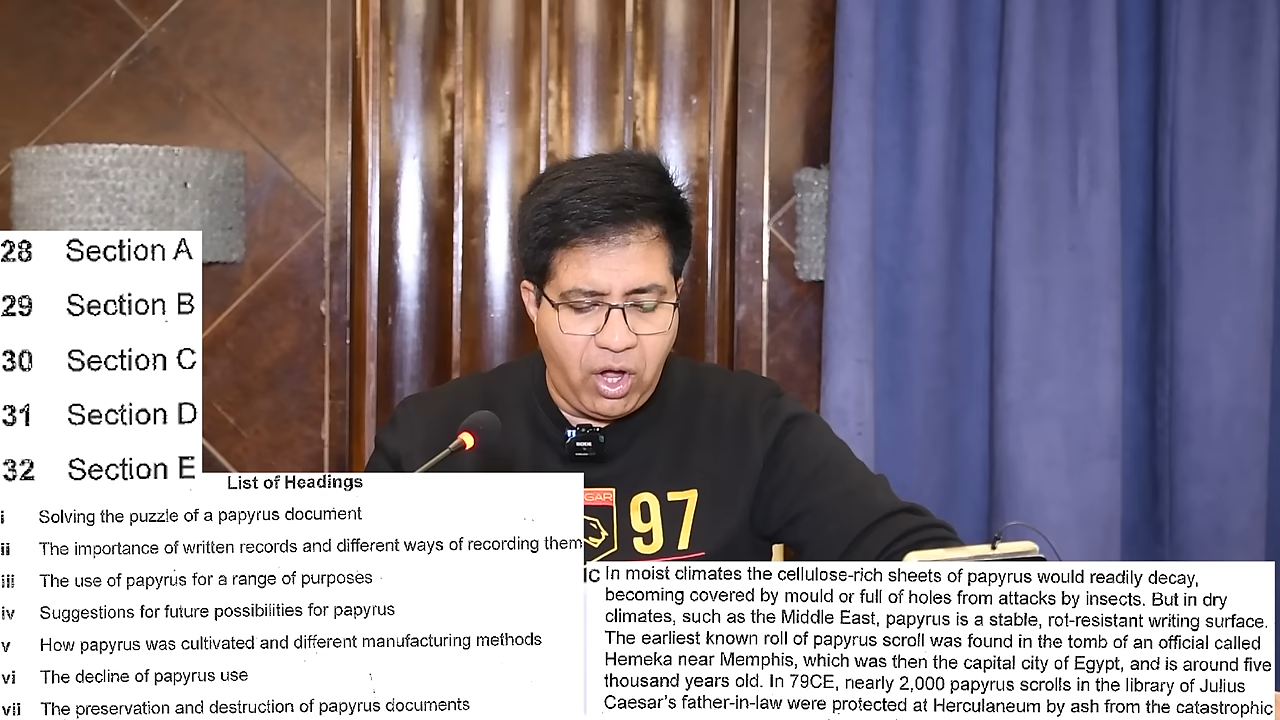 28 Section A
29 Section B
30 Section C
31 Section D
32 Section E
List of Headings
i Solving the puzzle of a papyrus document
ii The importance of written records and different ways of recording them
iii The use of papyrus for a range of purposes
iv Suggestions for future possibilities for papyrus
v How papyrus was cultivated and different manufacturing methods
vi The decline of papyrus use
vii The preservation and destruction of papyrus documents
GAR
97
C In moist climates the cellulose-rich sheets of papyrus would readily decay,
becoming covered by mould or full of holes from attacks by insects. But in dry
climates, such as the Middle East, papyrus is a stable, rot-resistant writing surface.
The earliest known roll of papyrus scroll was found in the tomb of an official called
Hemeka near Memphis, which was then the capital city of Egypt, and is around five
thousand years old. In 79CE, nearly 2,000 papyrus scrolls in the library of Julius
Caesar's father-in-law were protected at Herculaneum by ash from the catastrophic